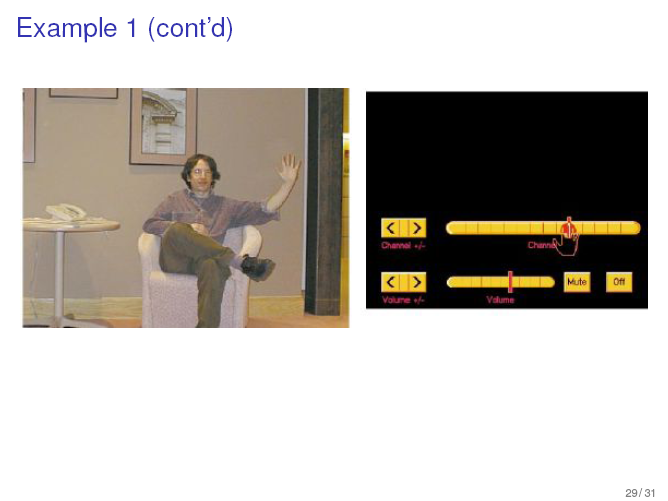 Example 1 (cont'd)
< >
Channel +/-
Channel
< >
Volume +/-
Volume
Mute
Off
29 / 31